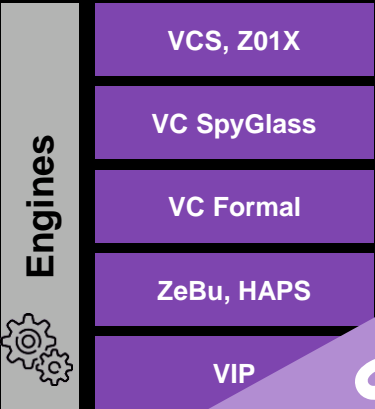 Engines
VCS, Z01X
VC SpyGlass
VC Formal
ZeBu, HAPS
VIP